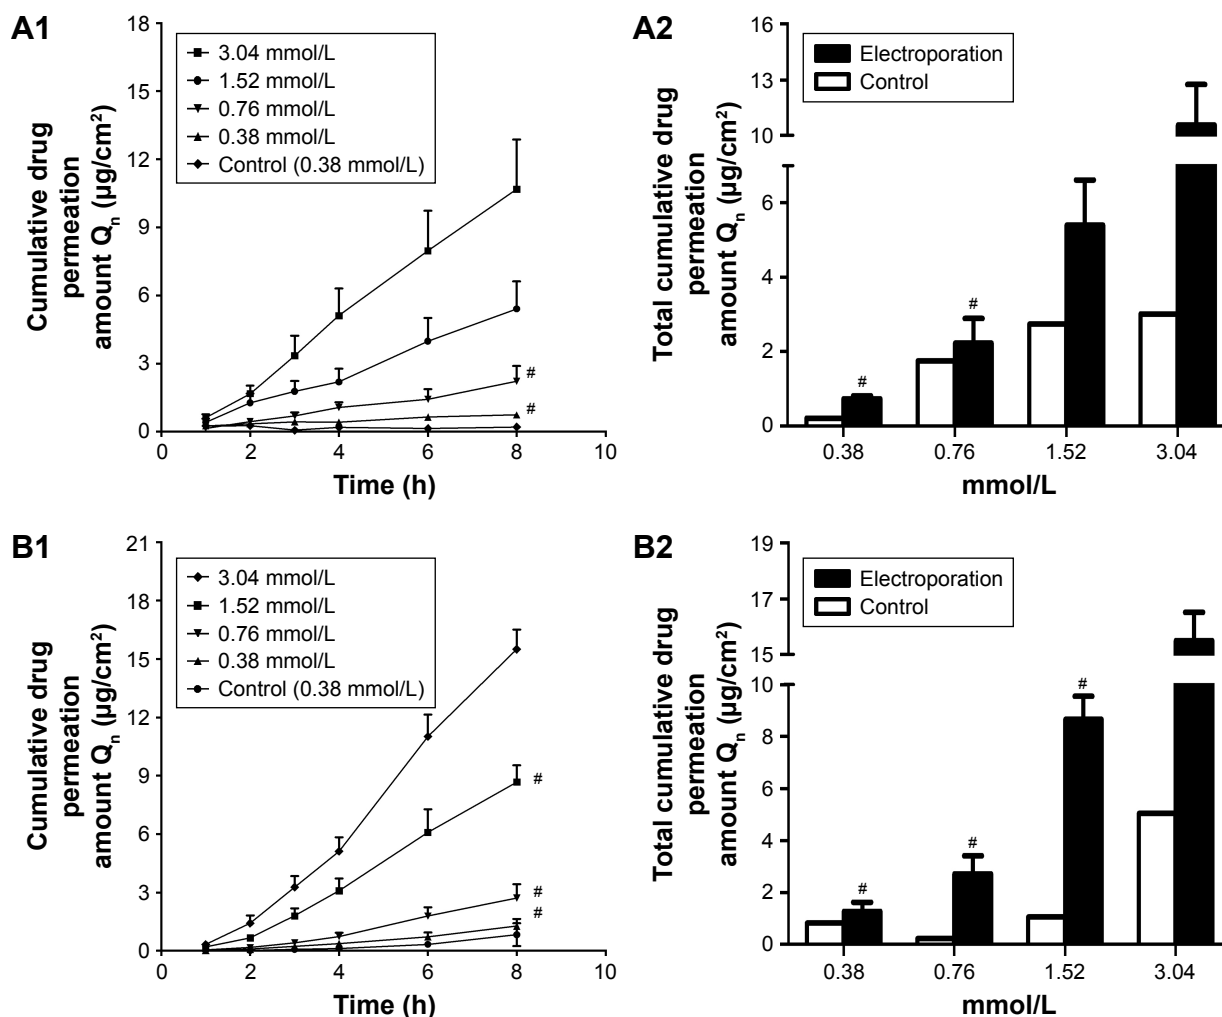 A1
Cumulative drug
permeation
amount Qn (µg/cm²)
18
15
12
9
6
3
0
3.04 mmol/L
1.52 mmol/L
0.76 mmol/L
0.38 mmol/L
Control (0.38 mmol/L)
#
#
0
2
4
6
8
10
Time (h)
A2
Total cumulative drug
permeation
amount Qn (µg/cm²)
16
13
10
6
4
2
0
Electroporation
Control
#
#
0.38
0.76
1.52
3.04
mmol/L
B1
Cumulative drug
permeation
amount Qn (µg/cm²)
21
18
15
12
9
6
3
0
3.04 mmol/L
1.52 mmol/L
0.76 mmol/L
0.38 mmol/L
Control (0.38 mmol/L)
#
#
#
0
2
4
6
8
10
Time (h)
B2
Total cumulative drug
permeation
amount Qn (µg/cm²)
19
17
15
10
8
6
4
2
0
Electroporation
Control
#
#
#
0.38
0.76
1.52
3.04
mmol/L